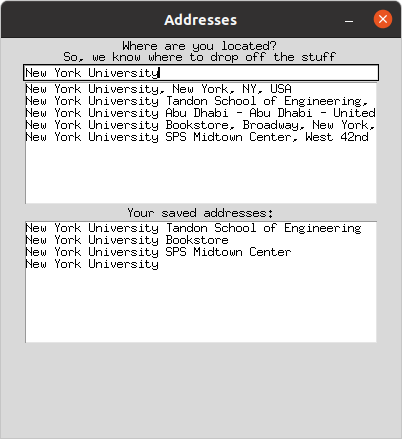 Addresses
Where are you located?
So, we know where to drop off the stuff
New York University
New York University, New York, NY, USA
New York University Tandon School of Engineering,
New York University Abu Dhabi - Abu Dhabi - United
New York University Bookstore, Broadway, New York,
New York University SPS Midtown Center, West 42nd
Your saved addresses:
New York University Tandon School of Engineering
New York University Bookstore
New York University SPS Midtown Center
New York University